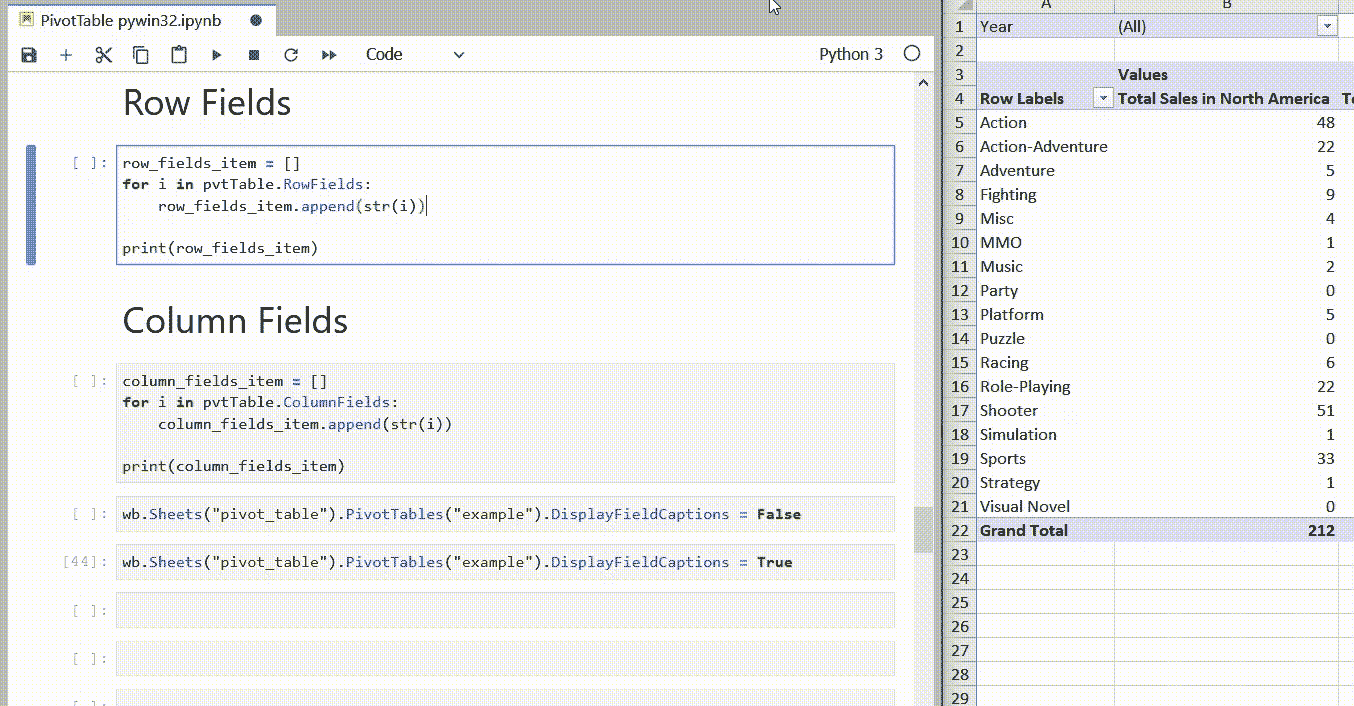 PivotTable pywin32.ipynb
Code
Python 3
Row Fields
[ ]:
row_fields_item = []
for i in pvtTable.RowFields:
    row_fields_item.append(str(i))
print(row_fields_item)
Column Fields
[ ]:
column_fields_item = []
for i in pvtTable.ColumnFields:
    column_fields_item.append(str(i))
print(column_fields_item)
[ ]: wb.Sheets("pivot_table").PivotTables("example").DisplayFieldCaptions = False
[44]: wb.Sheets("pivot_table").PivotTables("example").DisplayFieldCaptions = True
[ ]:
[ ]:
[ ]:
A B
1 Year (All)
2
3 Values
4 Row Labels Total Sales in North America
5 Action 48
6 Action-Adventure 22
7 Adventure 5
8 Fighting 9
9 Misc 4
10 MMO 1
11 Music 2
12 Party 0
13 Platform 5
14 Puzzle 0
15 Racing 6
16 Role-Playing 22
17 Shooter 51
18 Simulation 1
19 Sports 33
20 Strategy 1
21 Visual Novel 0
22 Grand Total 212
23
24
25
26
27
28
29